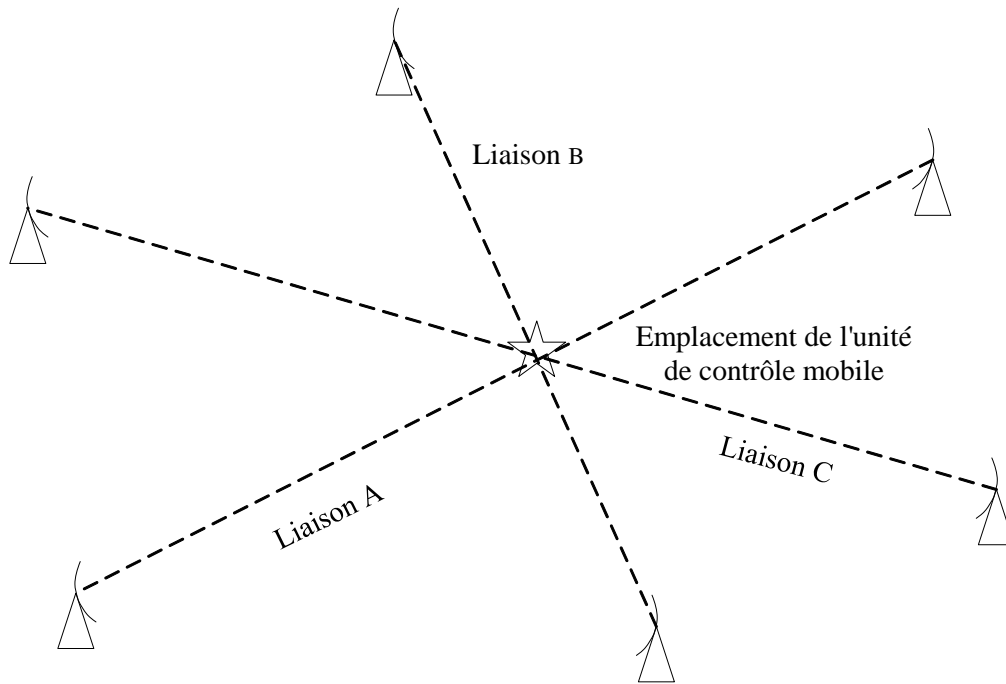 Liaison B
Emplacement de l'unité
de contrôle mobile
Liaison C
Liaison A